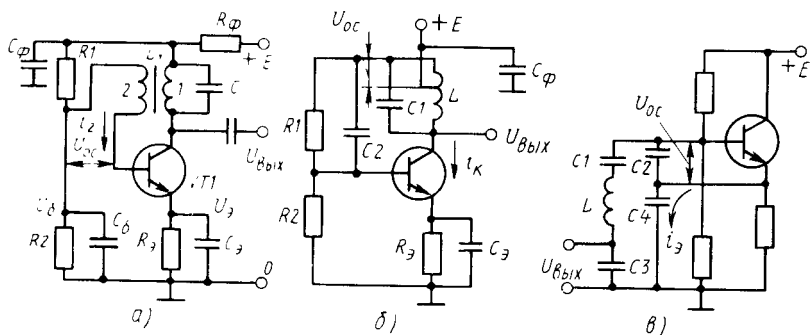 Rф
Cф
R1
+E
2
1
C
i2
Uос
Uвых
VT1
Uб
Uэ
R2
Cб
Rэ
Cэ
0
а)
Uос
+E
Cф
C1
L
R1
C2
Uвых
iк
R2
Rэ
Cэ
б)
+E
Uос
C1
C2
L
C4
iэ
Uвых
C3
в)